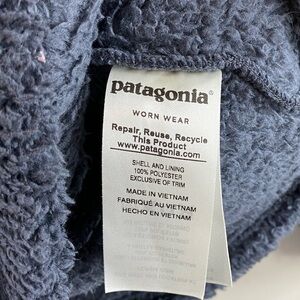 patagonia®
WORN WEAR
Repair, Reuse, Recycle
This Product
www.patagonia.com
SHELL AND LINING
100% POLYESTER
EXCLUSIVE OF TRIM
MADE IN VIETNAM
FABRIQUÉ AU VIETNAM
HECHO EN VIETNAM